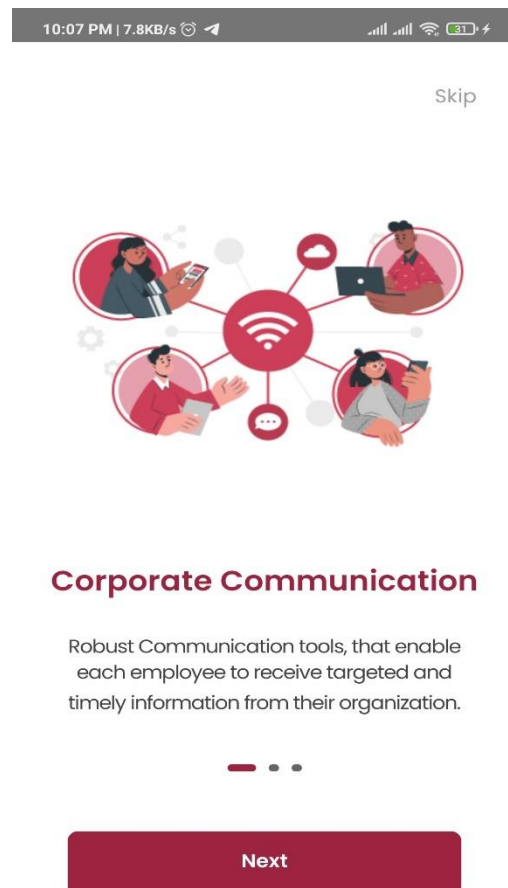 10:07 PM | 7.8KB/s
31
Skip
Corporate Communication
Robust Communication tools, that enable
each employee to receive targeted and
timely information from their organization.
Next